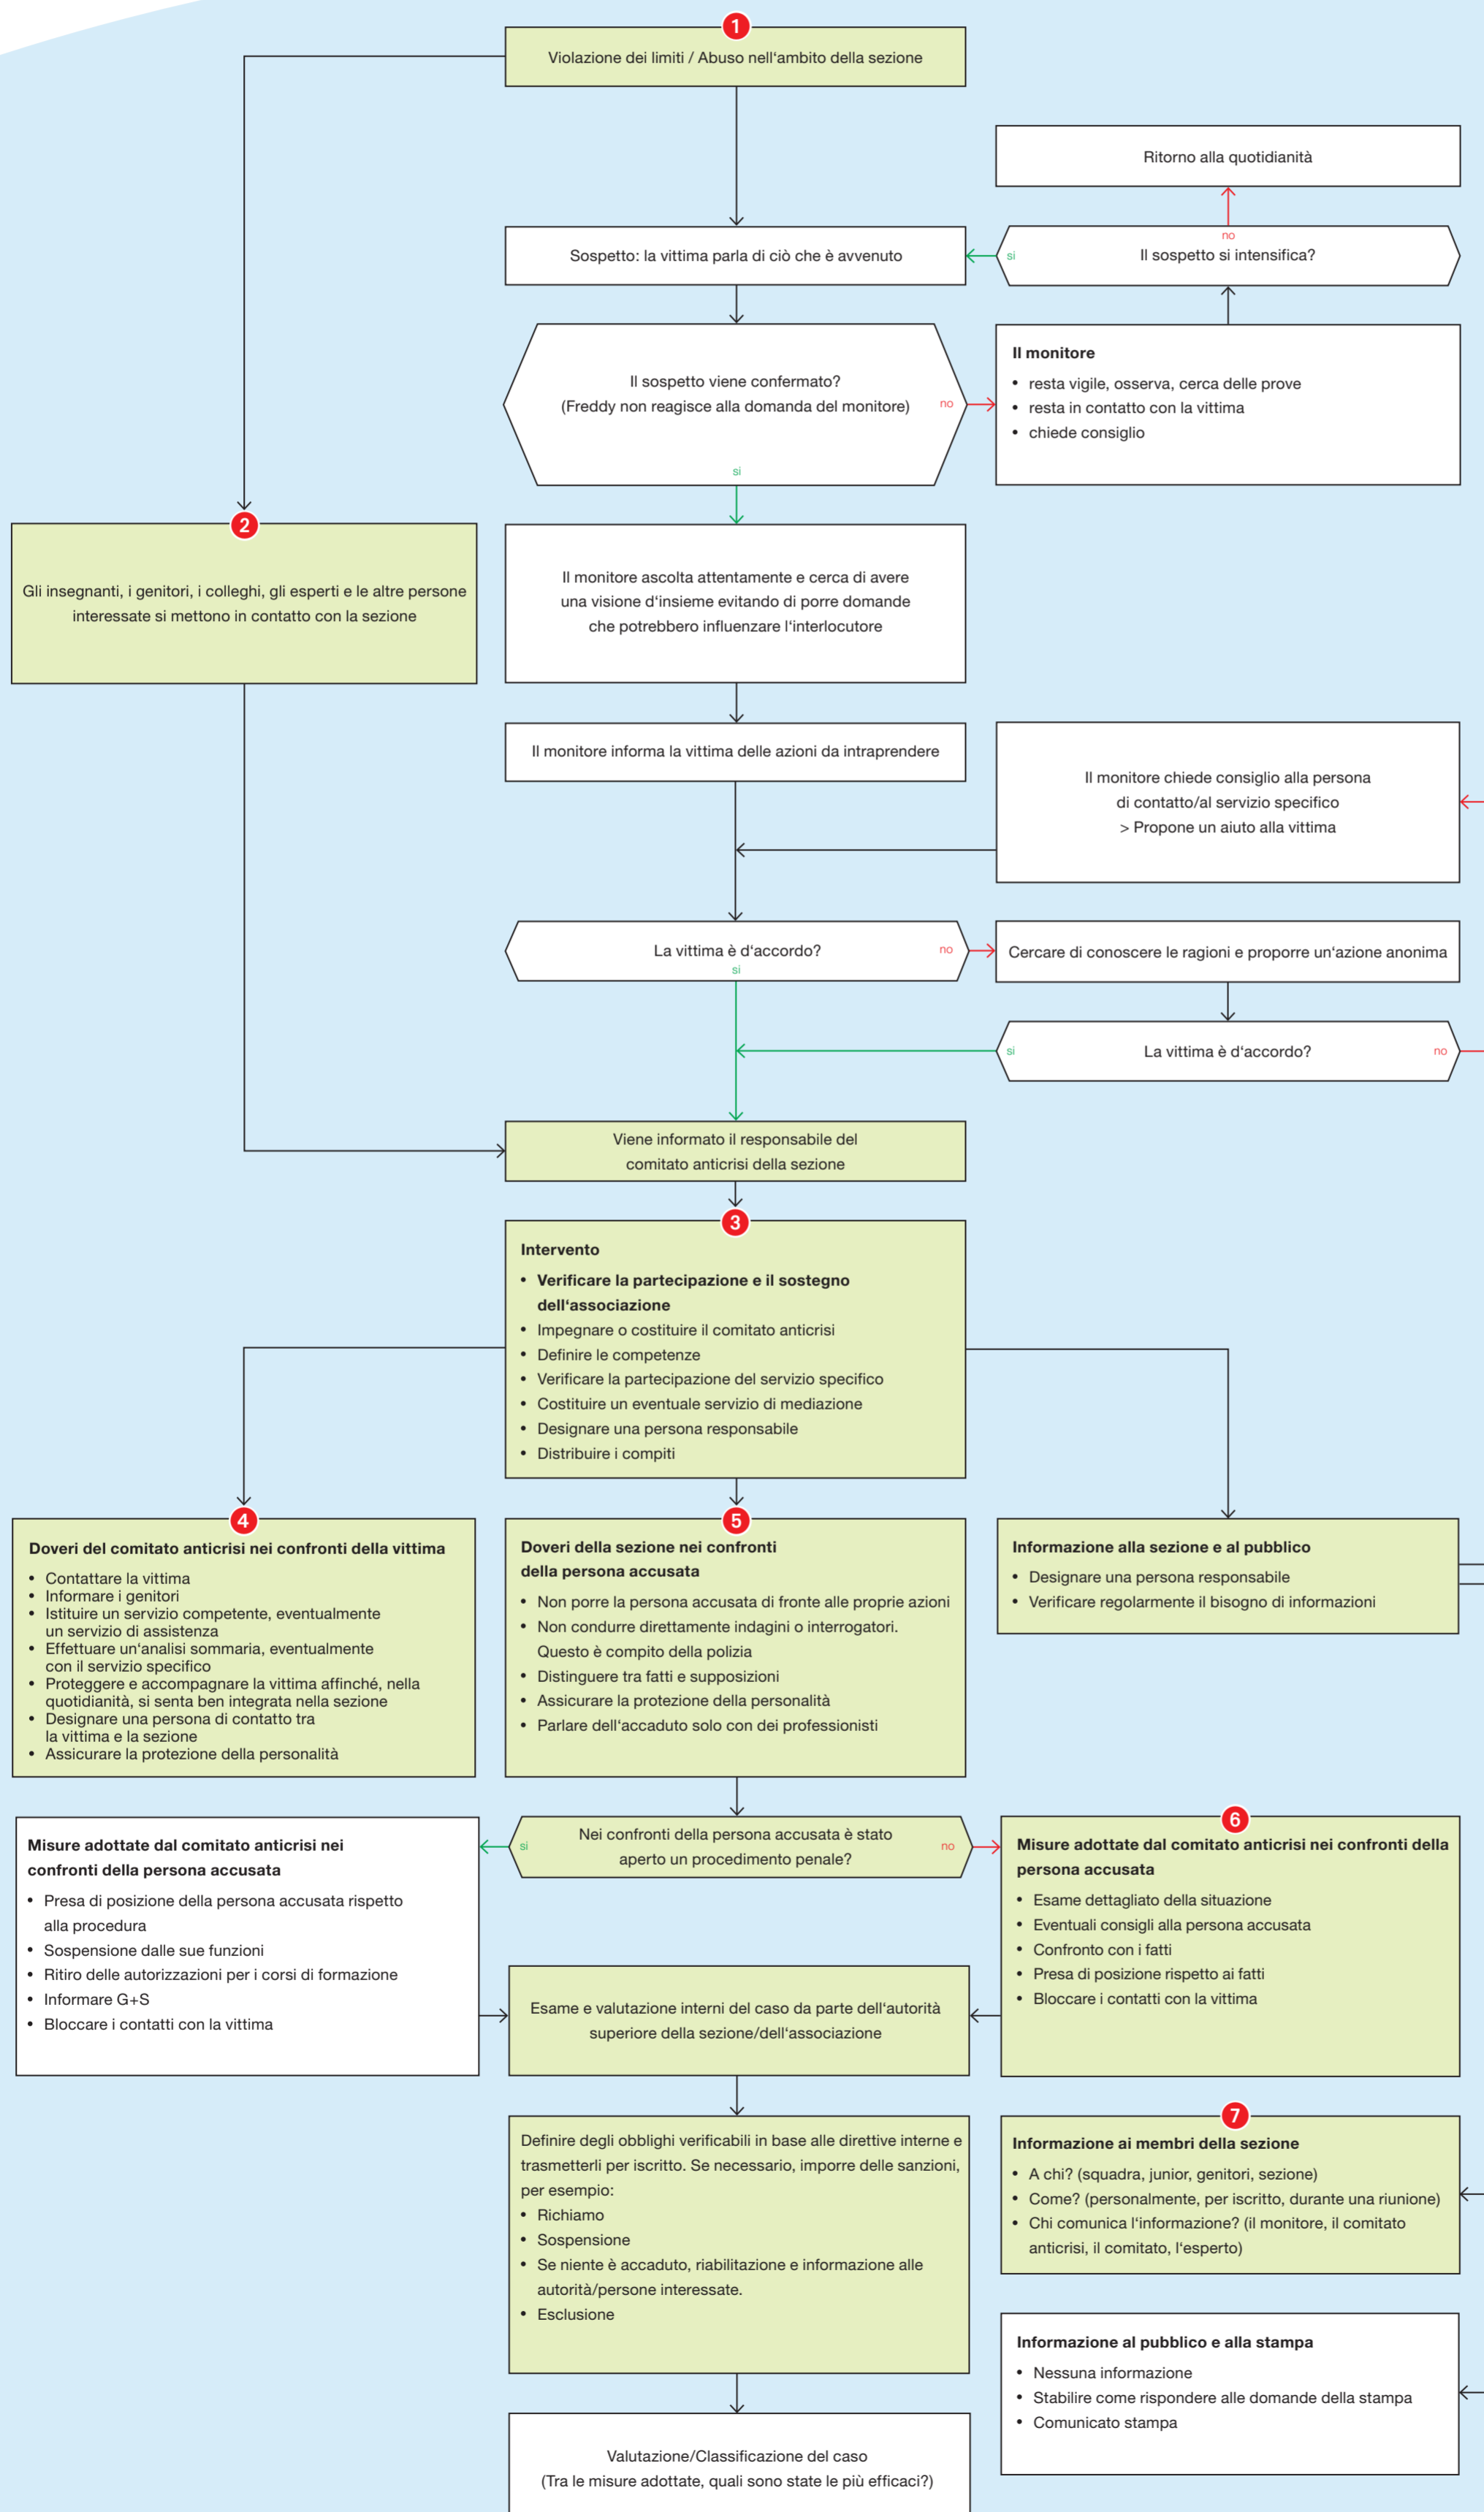 1
Violazione dei limiti / Abuso nell‘ambito della sezione
Ritorno alla quotidianità
no
Sospetto: la vittima parla di ciò che è avvenuto
si
Il sospetto si intensifica?
Il sospetto viene confermato?
(Freddy non reagisce alla domanda del monitore)
no
si
Il monitore
• resta vigile, osserva, cerca delle prove
• resta in contatto con la vittima
• chiede consiglio
2
Gli insegnanti, i genitori, i colleghi, gli esperti e le altre persone
interessate si mettono in contatto con la sezione
Il monitore ascolta attentamente e cerca di avere
una visione d‘insieme evitando di porre domande
che potrebbero influenzare l‘interlocutore
Il monitore informa la vittima delle azioni da intraprendere
Il monitore chiede consiglio alla persona
di contatto/al servizio specifico
> Propone un aiuto alla vittima
La vittima è d‘accordo?
no
si
Cercare di conoscere le ragioni e proporre un‘azione anonima
si
La vittima è d‘accordo?
no
Viene informato il responsabile del
comitato anticrisi della sezione
3
Intervento
• Verificare la partecipazione e il sostegno
dell‘associazione
• Impegnare o costituire il comitato anticrisi
• Definire le competenze
• Verificare la partecipazione del servizio specifico
• Costituire un eventuale servizio di mediazione
• Designare una persona responsabile
• Distribuire i compiti
4
Doveri del comitato anticrisi nei confronti della vittima
• Contattare la vittima
• Informare i genitori
• Istituire un servizio competente, eventualmente
un servizio di assistenza
• Effettuare un‘analisi sommaria, eventualmente
con il servizio specifico
• Proteggere e accompagnare la vittima affinché, nella
quotidianità, si senta ben integrata nella sezione
• Designare una persona di contatto tra
la vittima e la sezione
• Assicurare la protezione della personalità
5
Doveri della sezione nei confronti
della persona accusata
• Non porre la persona accusata di fronte alle proprie azioni
• Non condurre direttamente indagini o interrogatori.
Questo è compito della polizia
• Distinguere tra fatti e supposizioni
• Assicurare la protezione della personalità
• Parlare dell‘accaduto solo con dei professionisti
Informazione alla sezione e al pubblico
• Designare una persona responsabile
• Verificare regolarmente il bisogno di informazioni
Misure adottate dal comitato anticrisi nei
confronti della persona accusata
• Presa di posizione della persona accusata rispetto
alla procedura
• Sospensione dalle sue funzioni
• Ritiro delle autorizzazioni per i corsi di formazione
• Informare G+S
• Bloccare i contatti con la vittima
si
Nei confronti della persona accusata è stato
aperto un procedimento penale?
no
6
Misure adottate dal comitato anticrisi nei confronti della
persona accusata
• Esame dettagliato della situazione
• Eventuali consigli alla persona accusata
• Confronto con i fatti
• Presa di posizione rispetto ai fatti
• Bloccare i contatti con la vittima
Esame e valutazione interni del caso da parte dell‘autorità
superiore della sezione/dell‘associazione
Definire degli obblighi verificabili in base alle direttive interne e
trasmetterli per iscritto. Se necessario, imporre delle sanzioni,
per esempio:
• Richiamo
• Sospensione
• Se niente è accaduto, riabilitazione e informazione alle
autorità/persone interessate.
• Esclusione
7
Informazione ai membri della sezione
• A chi? (squadra, junior, genitori, sezione)
• Come? (personalmente, per iscritto, durante una riunione)
• Chi comunica l‘informazione? (il monitore, il comitato
anticrisi, il comitato, l‘esperto)
Informazione al pubblico e alla stampa
• Nessuna informazione
• Stabilire come rispondere alle domande della stampa
• Comunicato stampa
Valutazione/Classificazione del caso
(Tra le misure adottate, quali sono state le più efficaci?)